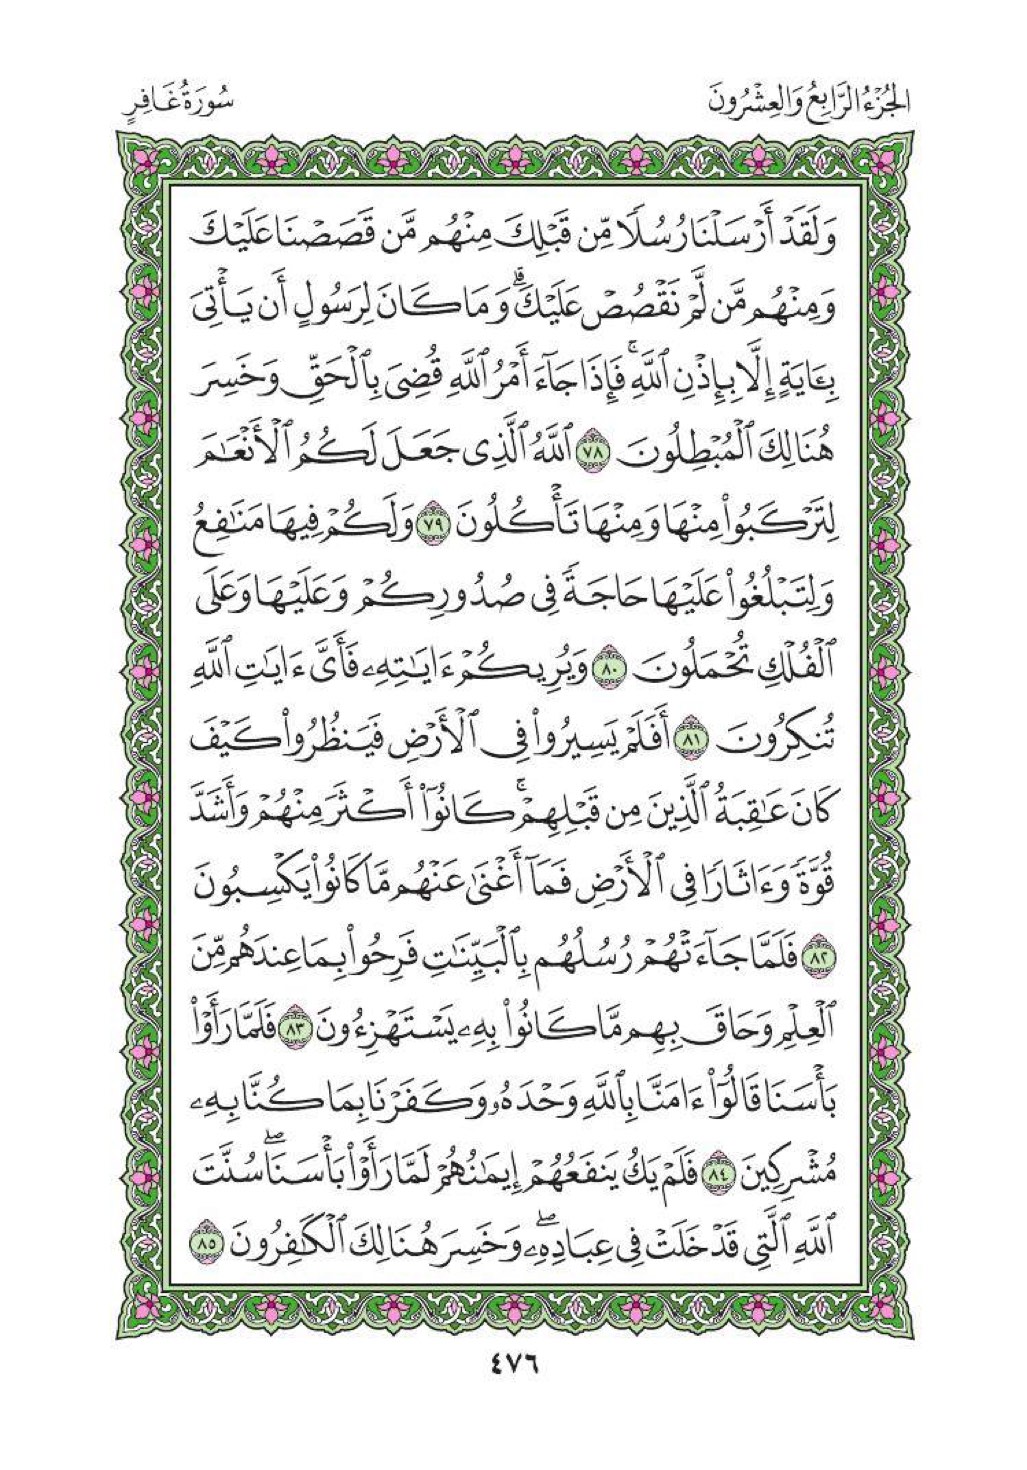 الجُزْءُ الرَّابِعُ وَالعِشْرُونَ
سُورَةُ غَافِرٍ
وَلَقَدْ أَرْسَلْنَا رُسُلًا مِّن قَبْلِكَ مِنْهُم مَّن قَصَصْنَا عَلَيْكَ
وَمِنْهُم مَّن لَّمْ نَقْصُصْ عَلَيْكَ ۗ وَمَا كَانَ لِرَسُولٍ أَن يَأْتِىَ
بِـَٔايَةٍ إِلَّا بِإِذْنِ ٱللَّهِ ۚ فَإِذَا جَآءَ أَمْرُ ٱللَّهِ قُضِىَ بِٱلْحَقِّ وَخَسِرَ
هُنَالِكَ ٱلْمُبْطِلُونَ ٧٨ ٱللَّهُ ٱلَّذِى جَعَلَ لَكُمُ ٱلْأَنْعَٰمَ
لِتَرْكَبُوا۟ مِنْهَا وَمِنْهَا تَأْكُلُونَ ٧٩ وَلَكُمْ فِيهَا مَنَٰفِعُ
وَلِتَبْلُغُوا۟ عَلَيْهَا حَاجَةً فِى صُدُورِكُمْ وَعَلَيْهَا وَعَلَى
ٱلْفُلْكِ تُحْمَلُونَ ٨٠ وَيُرِيكُمْ ءَايَٰتِهِۦ فَأَىَّ ءَايَٰتِ ٱللَّهِ
تُنكِرُونَ ٨١ أَفَلَمْ يَسِيرُوا۟ فِى ٱلْأَرْضِ فَيَنظُرُوا۟ كَيْفَ
كَانَ عَٰقِبَةُ ٱلَّذِينَ مِن قَبْلِهِمْ ۚ كَانُوٓا۟ أَكْثَرَ مِنْهُمْ وَأَشَدَّ
قُوَّةً وَءَاثَارًا فِى ٱلْأَرْضِ فَمَآ أَغْنَىٰ عَنْهُم مَّا كَانُوا۟ يَكْسِبُونَ
٨٢ فَلَمَّا جَآءَتْهُمْ رُسُلُهُم بِٱلْبَيِّنَٰتِ فَرِحُوا۟ بِمَا عِندَهُم مِّنَ
ٱلْعِلْمِ وَحَاقَ بِهِم مَّا كَانُوا۟ بِهِۦ يَسْتَهْزِءُونَ ٨٣ فَلَمَّا رَأَوْا۟
بَأْسَنَا قَالُوٓا۟ ءَامَنَّا بِٱللَّهِ وَحْدَهُۥ وَكَفَرْنَا بِمَا كُنَّا بِهِۦ
مُشْرِكِينَ ٨٤ فَلَمْ يَكُ يَنفَعُهُمْ إِيمَٰنُهُمْ لَمَّا رَأَوْا۟ بَأْسَنَا ۖ سُنَّتَ
ٱللَّهِ ٱلَّتِى قَدْ خَلَتْ فِى عِبَادِهِۦ ۖ وَخَسِرَ هُنَالِكَ ٱلْكَٰفِرُونَ ٨٥
٤٧٦